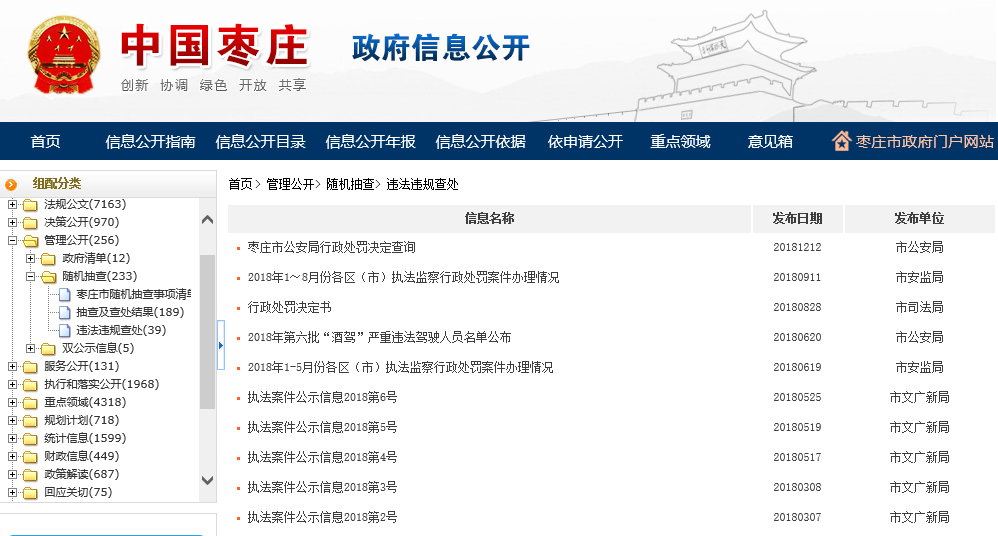 中国枣庄
创新 协调 绿色 开放 共享
政府信息公开
首页 信息公开指南 信息公开目录 信息公开年报 信息公开依据 依申请公开 重点领域 意见箱 枣庄市政府门户网站
组配分类
法规公文(7163)
决策公开(970)
管理公开(256)
政府清单(12)
随机抽查(233)
枣庄市随机抽查事项清单
抽查及查处结果(189)
违法违规查处(39)
双公示信息(5)
服务公开(131)
执行和落实公开(1968)
重点领域(4318)
规划计划(718)
统计信息(1599)
财政信息(449)
政策解读(687)
回应关切(75)
首页> 管理公开> 随机抽查> 违法违规查处
信息名称 发布日期 发布单位
枣庄市公安局行政处罚决定查询 20181212 市公安局
2018年1～8月份各区（市）执法监察行政处罚案件办理情况 20180911 市安监局
行政处罚决定书 20180828 市司法局
2018年第六批“酒驾”严重违法驾驶人员名单公布 20180620 市公安局
2018年1-5月份各区（市）执法监察行政处罚案件办理情况 20180619 市安监局
执法案件公示信息2018第6号 20180525 市文广新局
执法案件公示信息2018第5号 20180519 市文广新局
执法案件公示信息2018第4号 20180517 市文广新局
执法案件公示信息2018第3号 20180308 市文广新局
执法案件公示信息2018第2号 20180307 市文广新局